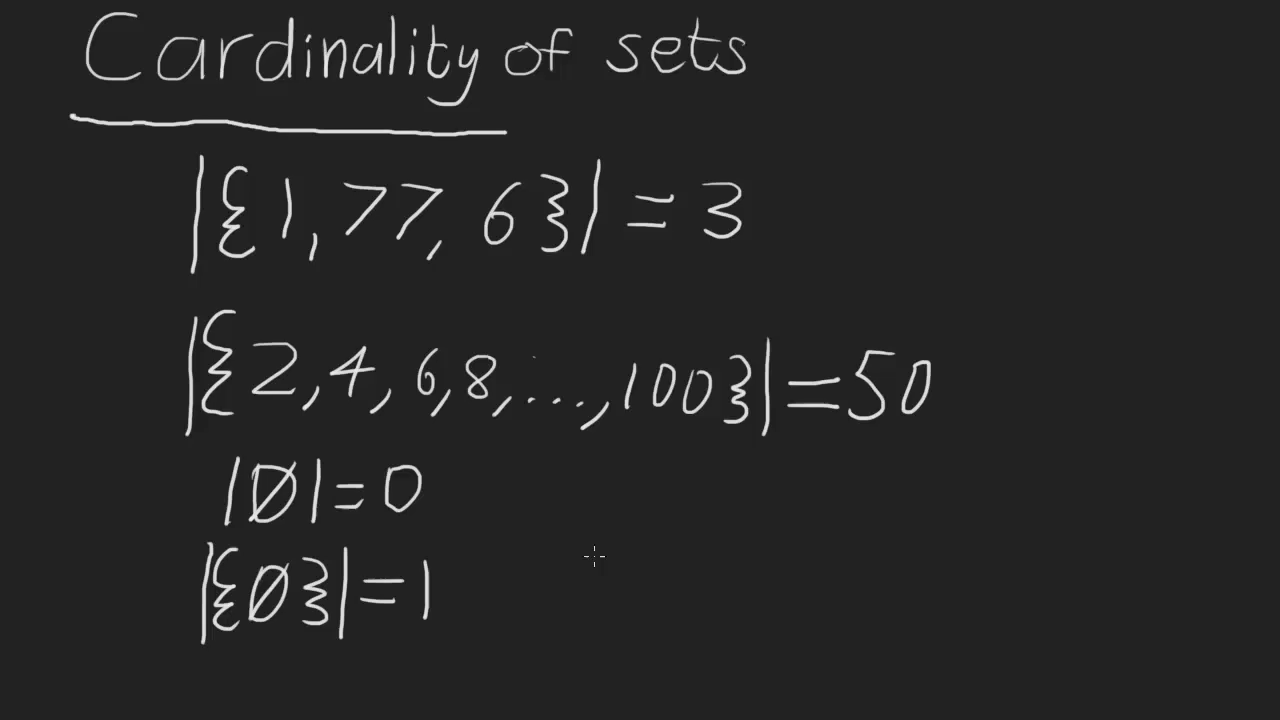 Cardinality of sets
|{1, 77, 6}| = 3
|{2, 4, 6, 8, ..., 100}| = 50
|∅| = 0
|{∅}| = 1